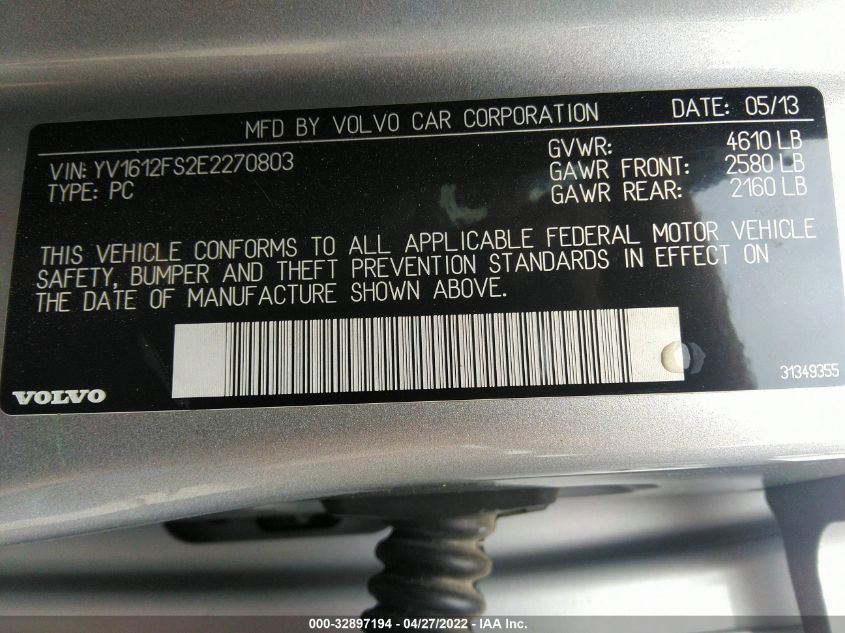 MFD BY VOLVO CAR CORPORATION DATE: 05/13
VIN: YV1612FS2E2270803 GVWR: 4610 LB
TYPE: PC GAWR FRONT: 2580 LB
GAWR REAR: 2160 LB
THIS VEHICLE CONFORMS TO ALL APPLICABLE FEDERAL MOTOR VEHICLE
SAFETY, BUMPER AND THEFT PREVENTION STANDARDS IN EFFECT ON
THE DATE OF MANUFACTURE SHOWN ABOVE.
VOLVO 31349355
000-32897194 - 04/27/2022 - IAA Inc.